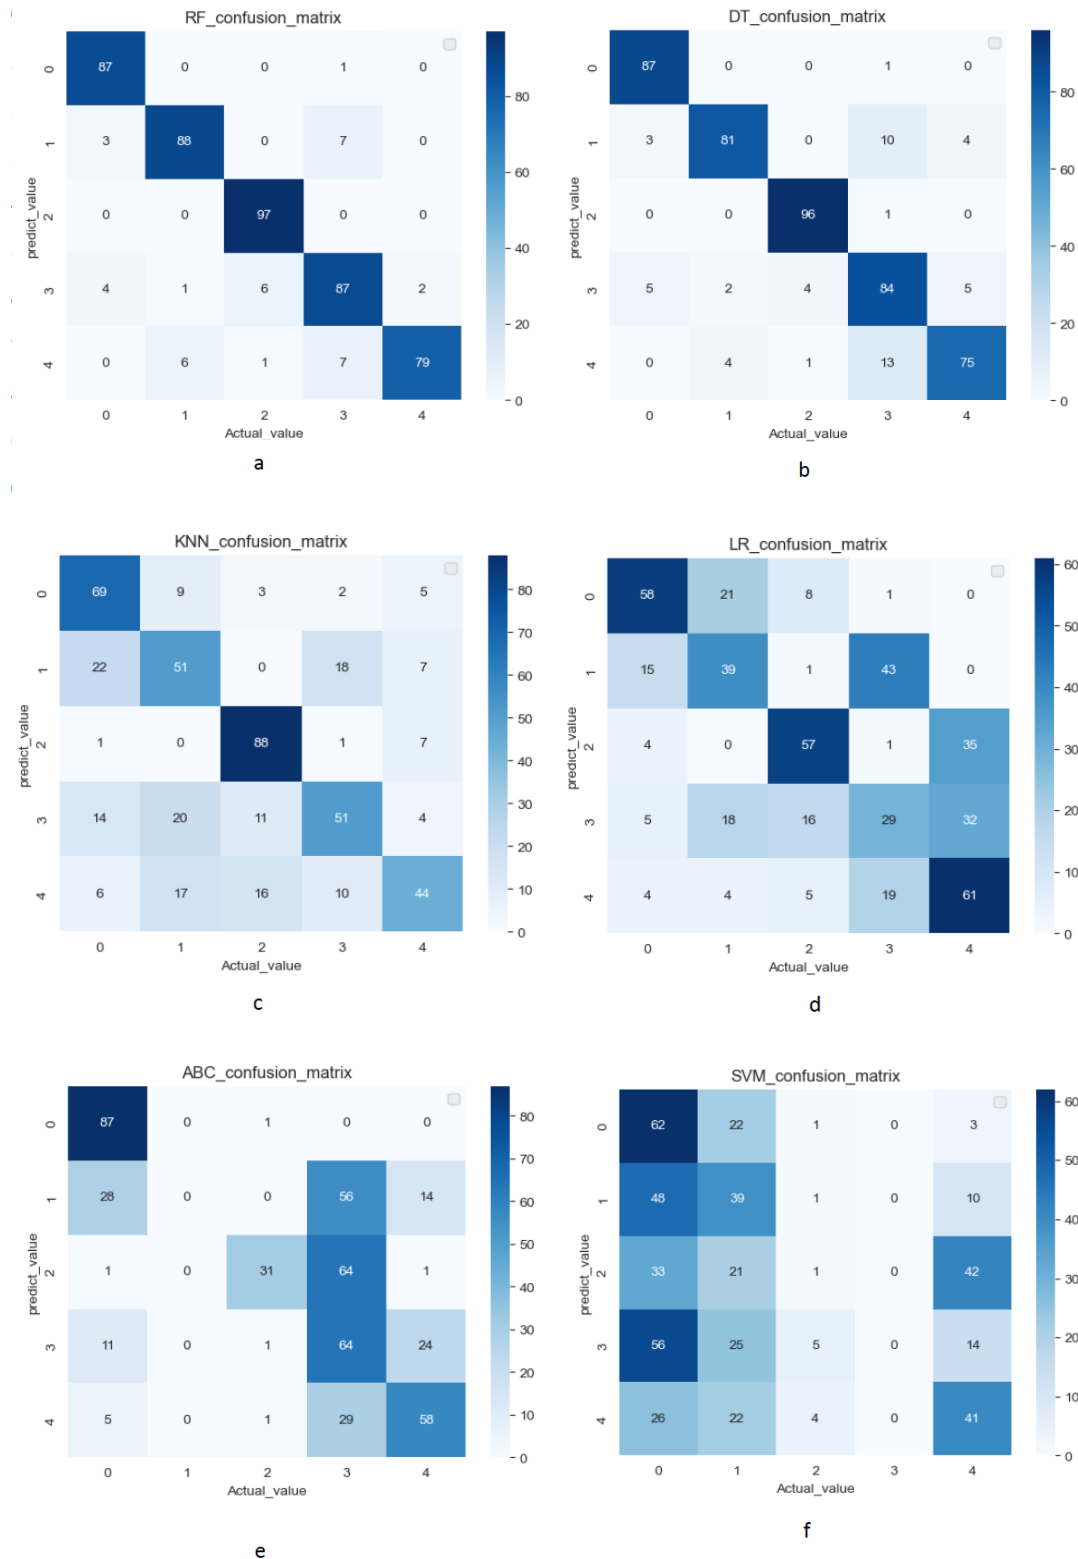 RF_confusion_matrix
0 87 0 0 1 0
1 3 88 0 7 0
2 0 0 97 0 0
3 4 1 6 87 2
4 0 6 1 7 79
0 1 2 3 4
80
60
40
20
0
predict_value
Actual_value
a
DT_confusion_matrix
0 87 0 0 1 0
1 3 81 0 10 4
2 0 0 96 1 0
3 5 2 4 84 5
4 0 4 1 13 75
0 1 2 3 4
80
60
40
20
0
predict_value
Actual_value
b
KNN_confusion_matrix
0 69 9 3 2 5
1 22 51 0 18 7
2 1 0 88 1 7
3 14 20 11 51 4
4 6 17 16 10 44
0 1 2 3 4
80
70
60
50
40
30
20
10
0
predict_value
Actual_value
c
LR_confusion_matrix
0 58 21 8 1 0
1 15 39 1 43 0
2 4 0 57 1 35
3 5 18 16 29 32
4 4 4 5 19 61
0 1 2 3 4
60
50
40
30
20
10
0
predict_value
Actual_value
d
ABC_confusion_matrix
0 87 0 1 0 0
1 28 0 0 56 14
2 1 0 31 64 1
3 11 0 1 64 24
4 5 0 1 29 58
0 1 2 3 4
80
70
60
50
40
30
20
10
0
predict_value
Actual_value
e
SVM_confusion_matrix
0 62 22 1 0 3
1 48 39 1 0 10
2 33 21 1 0 42
3 56 25 5 0 14
4 26 22 4 0 41
0 1 2 3 4
60
50
40
30
20
10
0
predict_value
Actual_value
f